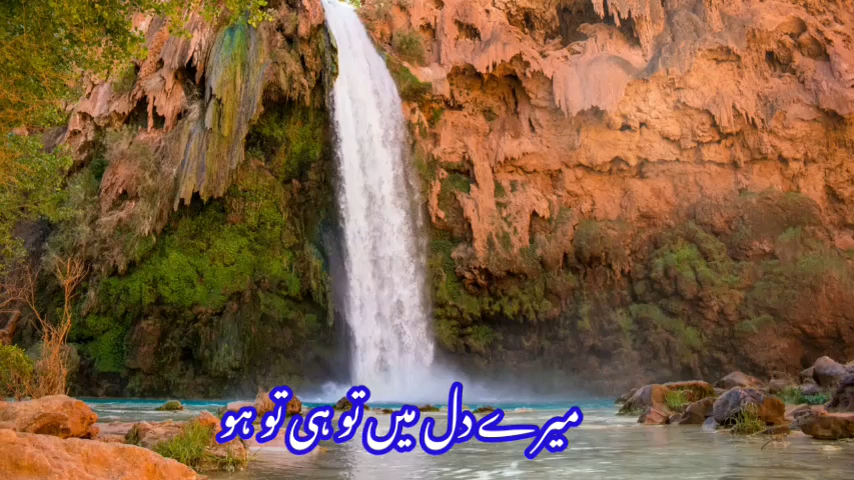 میرے دل میں تو ہی تو ہو